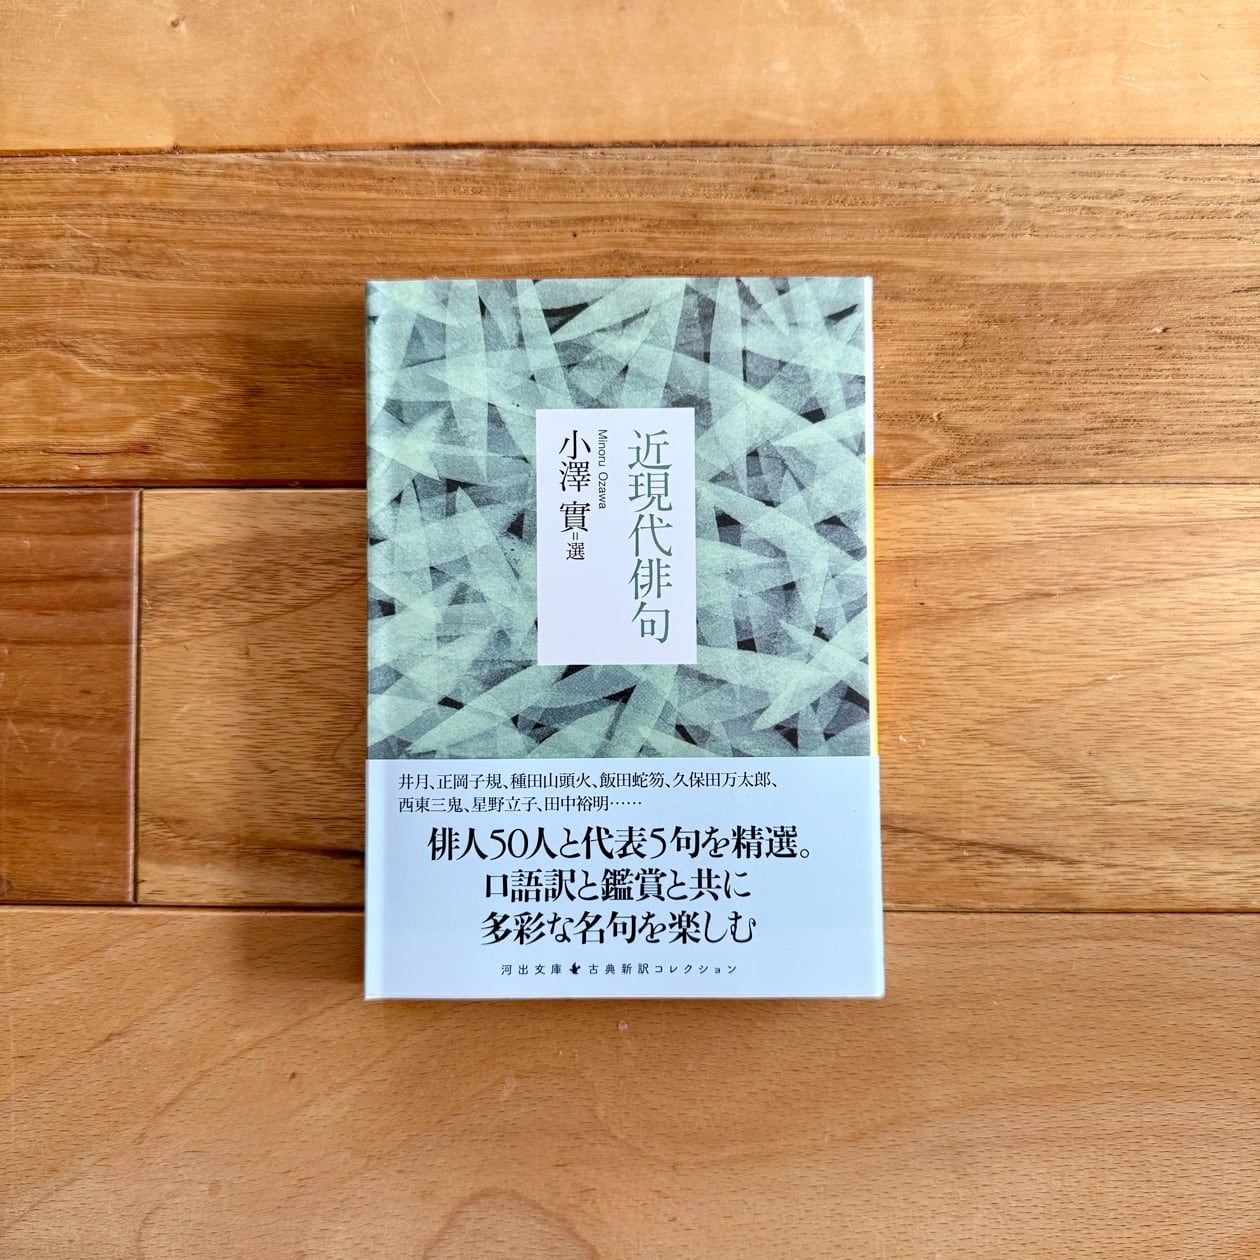 近現代俳句
Minoru Ozawa
小澤 實=選
井月、正岡子規、種田山頭火、飯田蛇笏、久保田万太郎、
西東三鬼、星野立子、田中裕明……
俳人50人と代表5句を精選。
口語訳と鑑賞と共に
多彩な名句を楽しむ
河出文庫 古典新訳コレクション